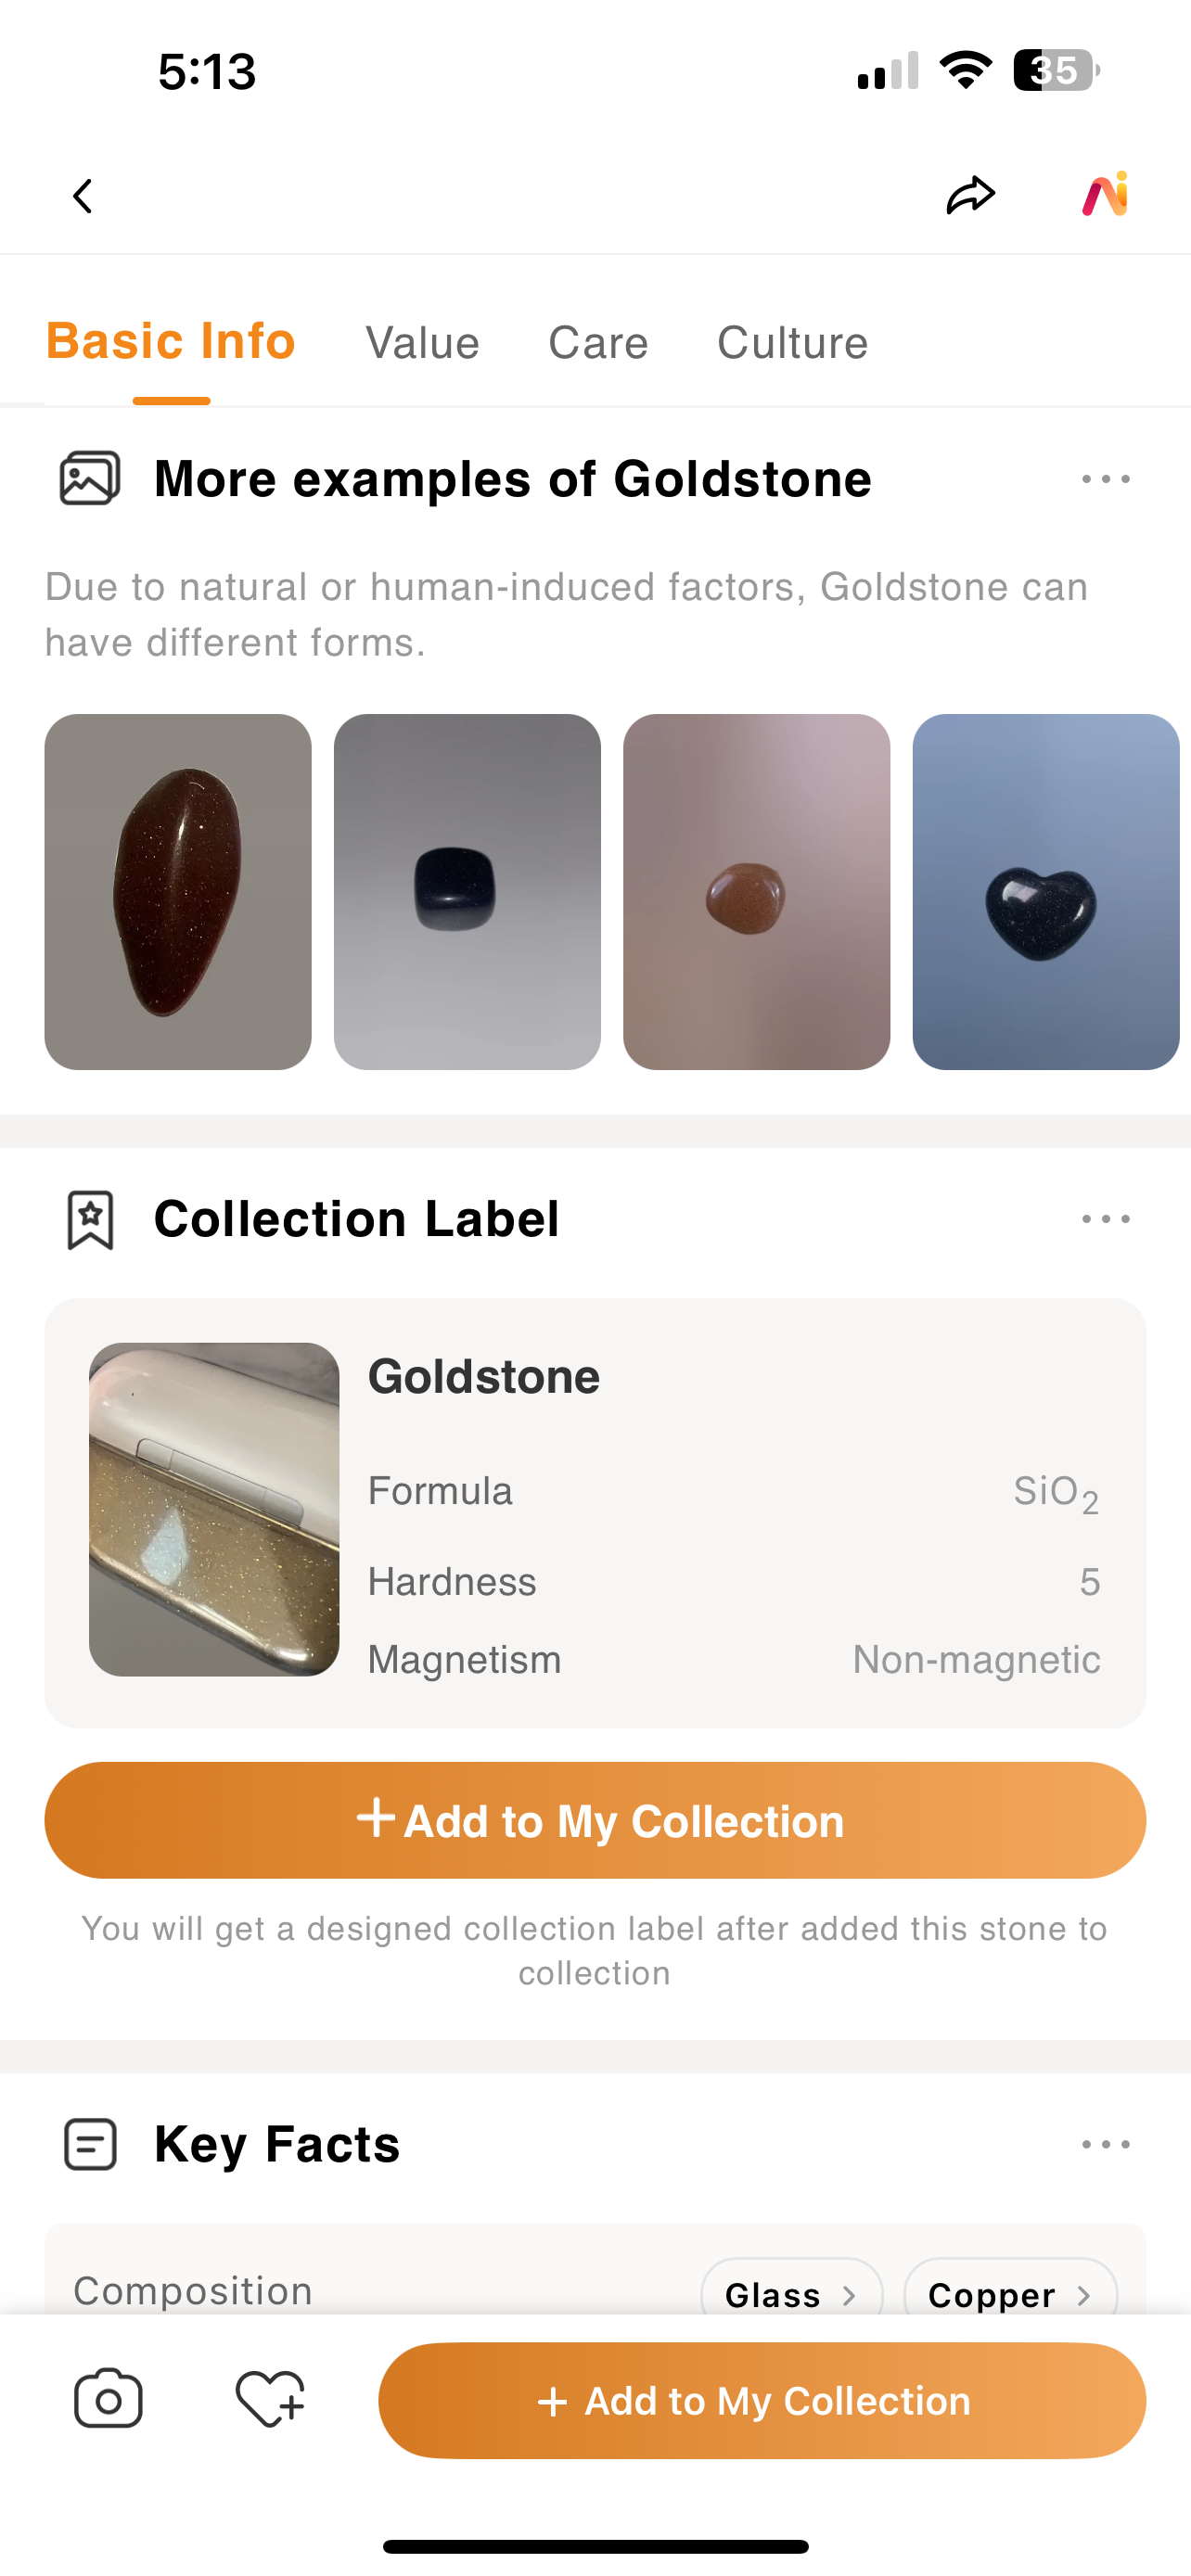 5:13
35
Basic Info Value Care Culture
More examples of Goldstone
Due to natural or human-induced factors, Goldstone can
have different forms.
Collection Label
Goldstone
Formula SiO₂
Hardness 5
Magnetism Non-magnetic
+Add to My Collection
You will get a designed collection label after added this stone to
collection
Key Facts
Composition Glass > Copper >
+ Add to My Collection